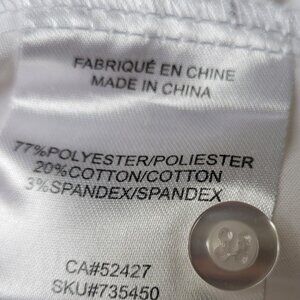 FABRIQUÉ EN CHINE
MADE IN CHINA
77%POLYESTER/POLIESTER
20%COTTON/COTTON
3%SPANDEX/SPANDEX
CA#52427
SKU#735450